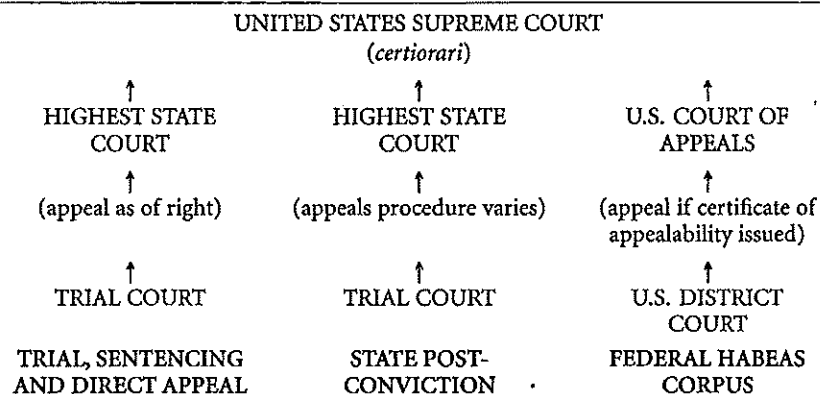 UNITED STATES SUPREME COURT
(certiorari)
↑ ↑ ↑
HIGHEST STATE HIGHEST STATE U.S. COURT OF
COURT COURT APPEALS
↑ ↑ ↑
(appeal as of right) (appeals procedure varies) (appeal if certificate of
appealability issued)
↑ ↑ ↑
TRIAL COURT TRIAL COURT U.S. DISTRICT
COURT
TRIAL, SENTENCING STATE POST- FEDERAL HABEAS
AND DIRECT APPEAL CONVICTION CORPUS